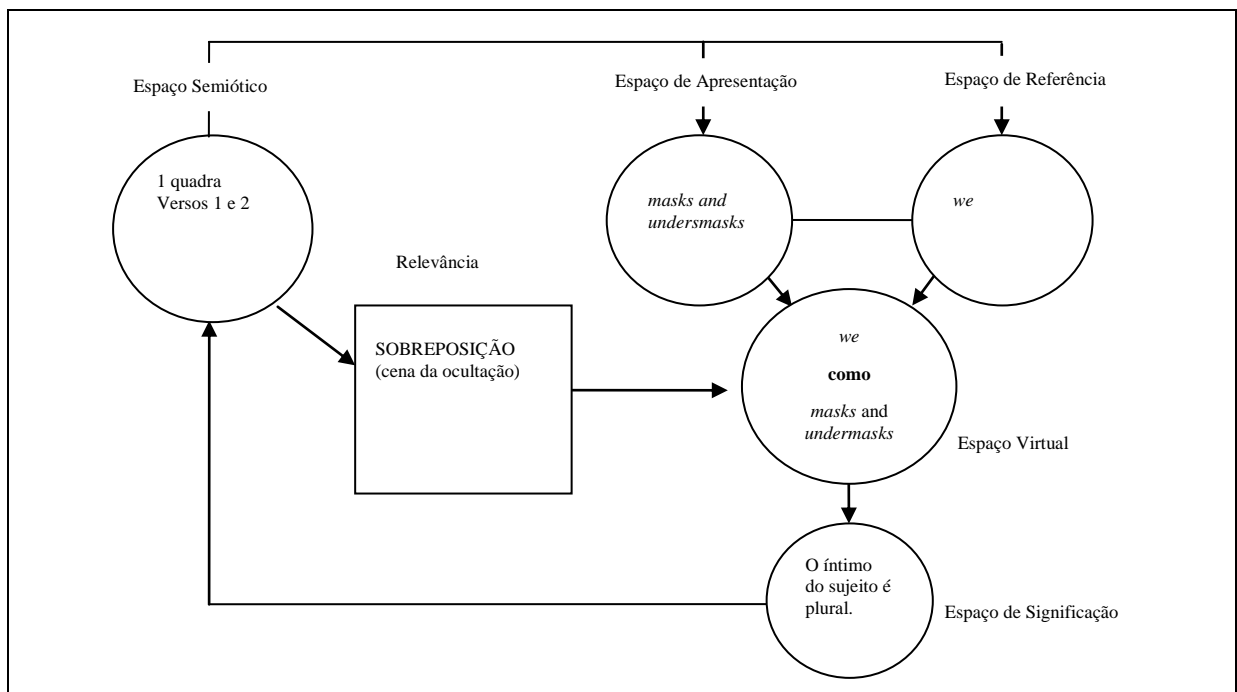 Espaço Semiótico
Espaço de Apresentação
Espaço de Referência
1 quadra
Versos 1 e 2
masks and
undersmasks
we
Relevância
SOBREPOSIÇÃO
(cena da ocultação)
we
como
masks and
undermasks
Espaço Virtual
O íntimo
do sujeito é
plural.
Espaço de Significação